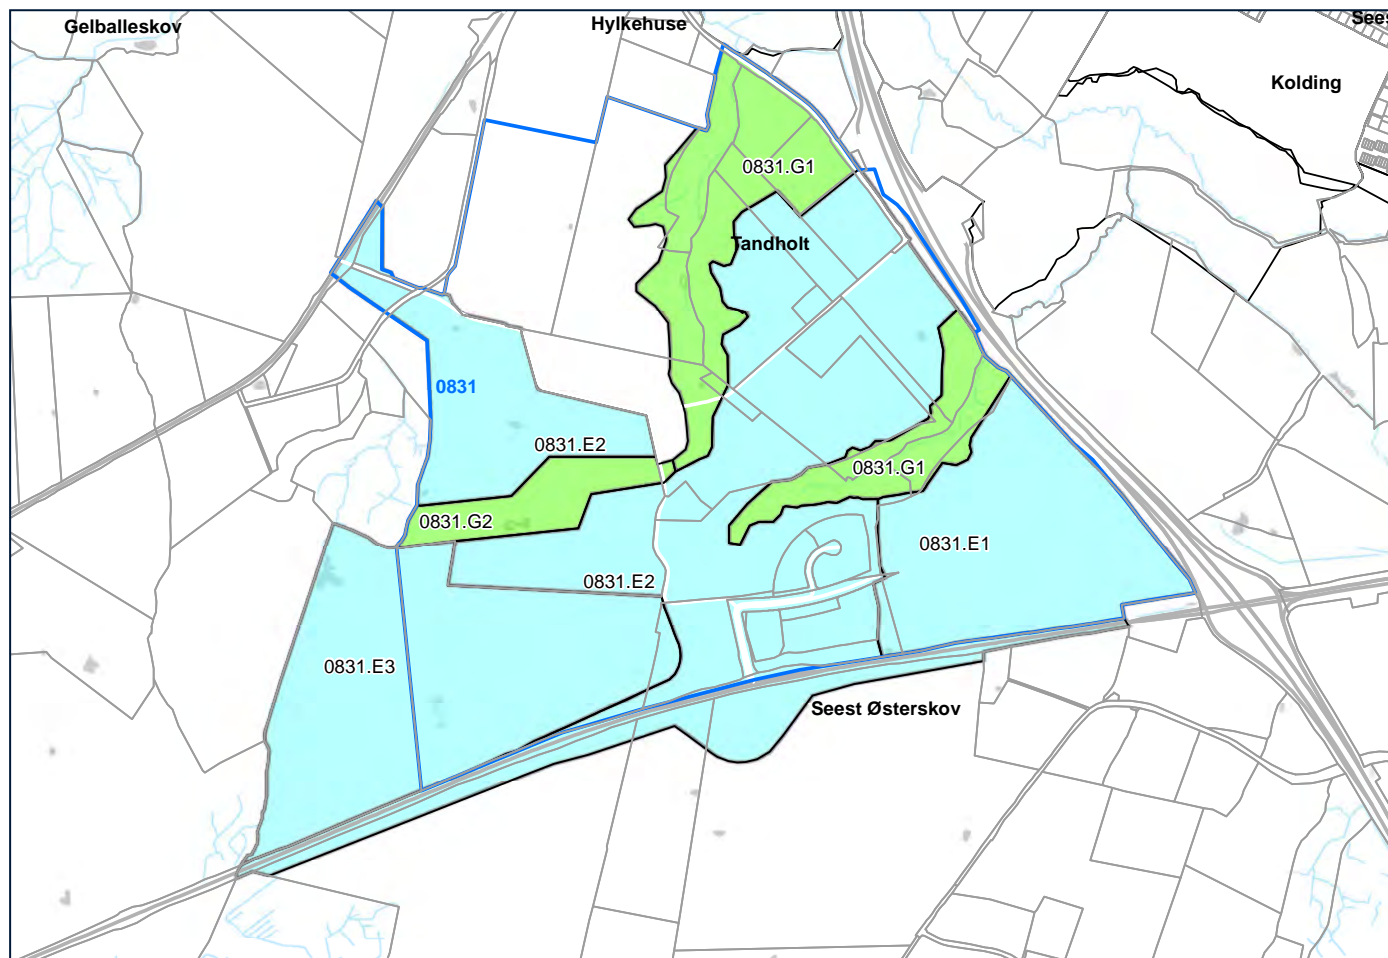 Gelballeskov
Hylkehuse
Sees
Kolding
0831.G1
Tandholt
0831
0831.E2
0831.G1
0831.G2
0831.E1
0831.E2
0831.E3
Seest Østerskov